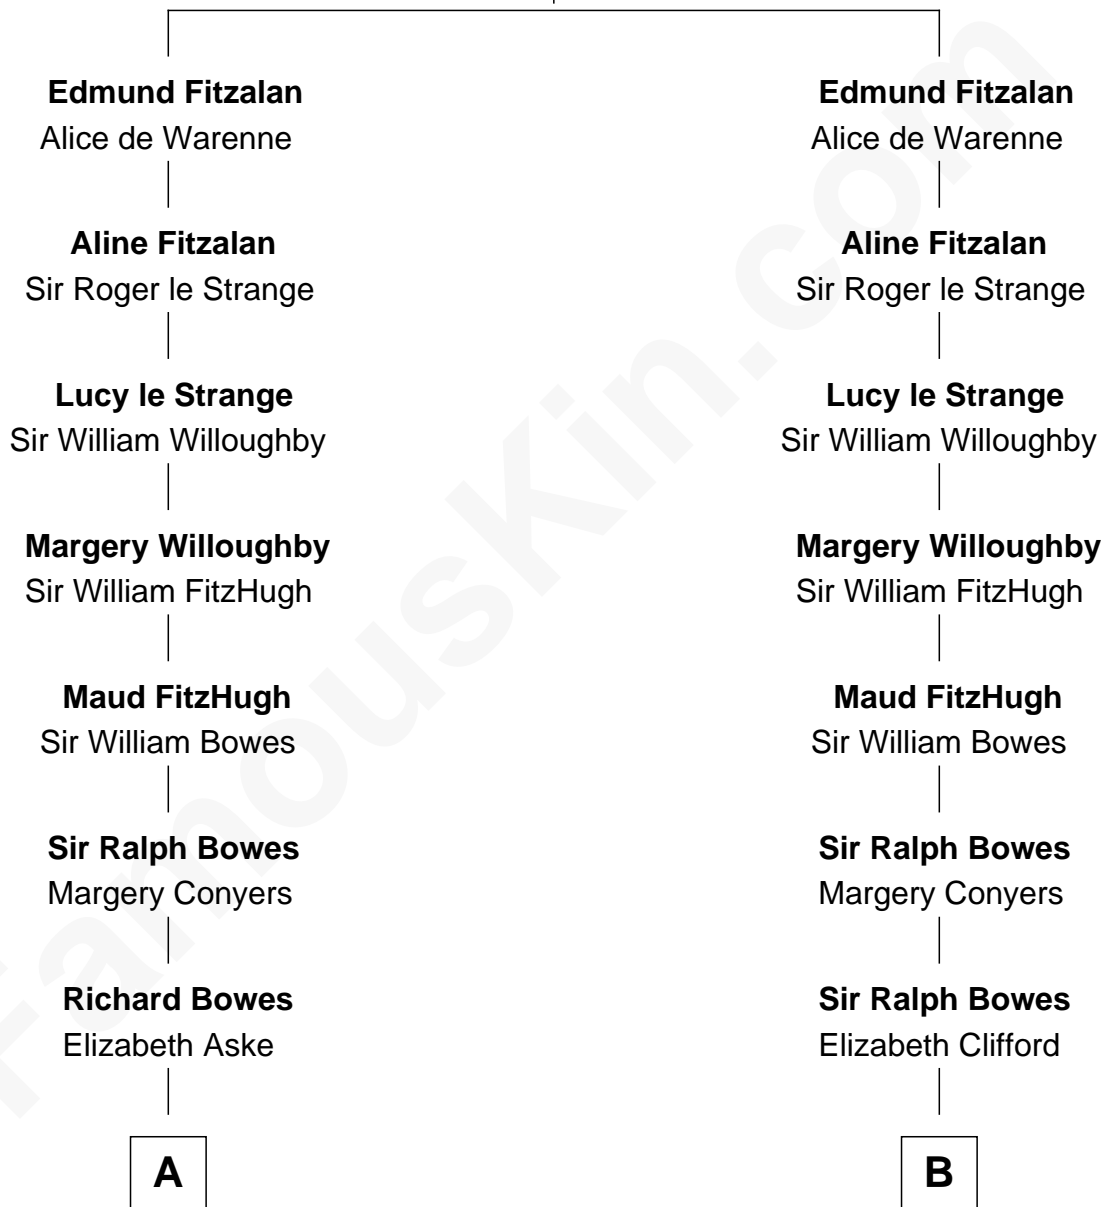 Edmund Fitzalan
Alice de Warenne
Aline Fitzalan
Sir Roger le Strange
Lucy le Strange
Sir William Willoughby
Margery Willoughby
Sir William FitzHugh
Maud FitzHugh
Sir William Bowes
Sir Ralph Bowes
Margery Conyers
Richard Bowes
Elizabeth Aske
A
Edmund Fitzalan
Alice de Warenne
Aline Fitzalan
Sir Roger le Strange
Lucy le Strange
Sir William Willoughby
Margery Willoughby
Sir William FitzHugh
Maud FitzHugh
Sir William Bowes
Sir Ralph Bowes
Margery Conyers
Sir Ralph Bowes
Elizabeth Clifford
B
FamousKin.com